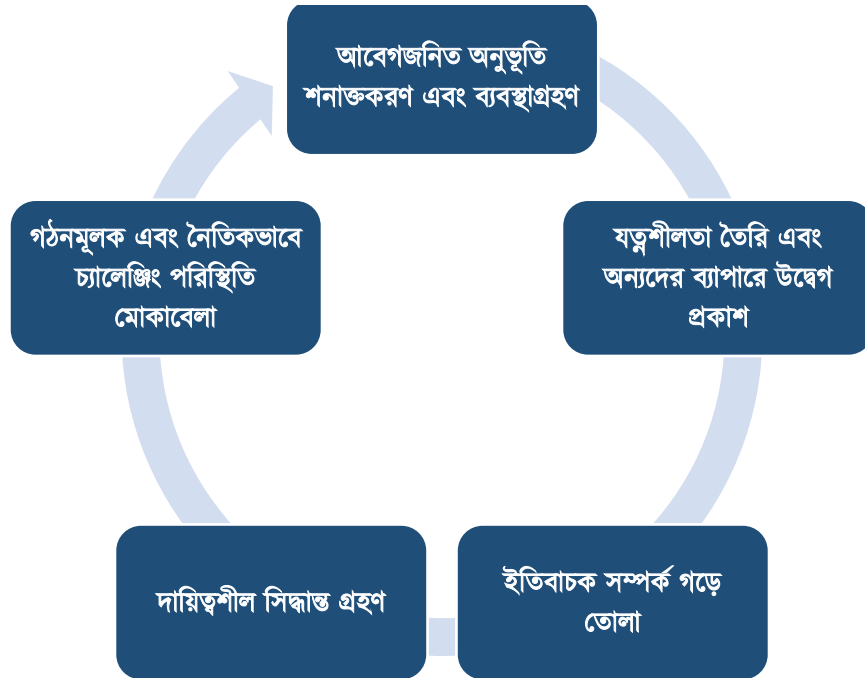 আবেগজনিত অনুভূতি
শনাক্তকরণ এবং ব্যবস্থাগ্রহণ
যত্নশীলতা তৈরি এবং
অন্যদের ব্যাপারে উদ্বেগ
প্রকাশ
ইতিবাচক সম্পর্ক গড়ে
তোলা
দায়িত্বশীল সিদ্ধান্ত গ্রহণ
গঠনমূলক এবং নৈতিকভাবে
চ্যালেঞ্জিং পরিস্থিতি
মোকাবেলা